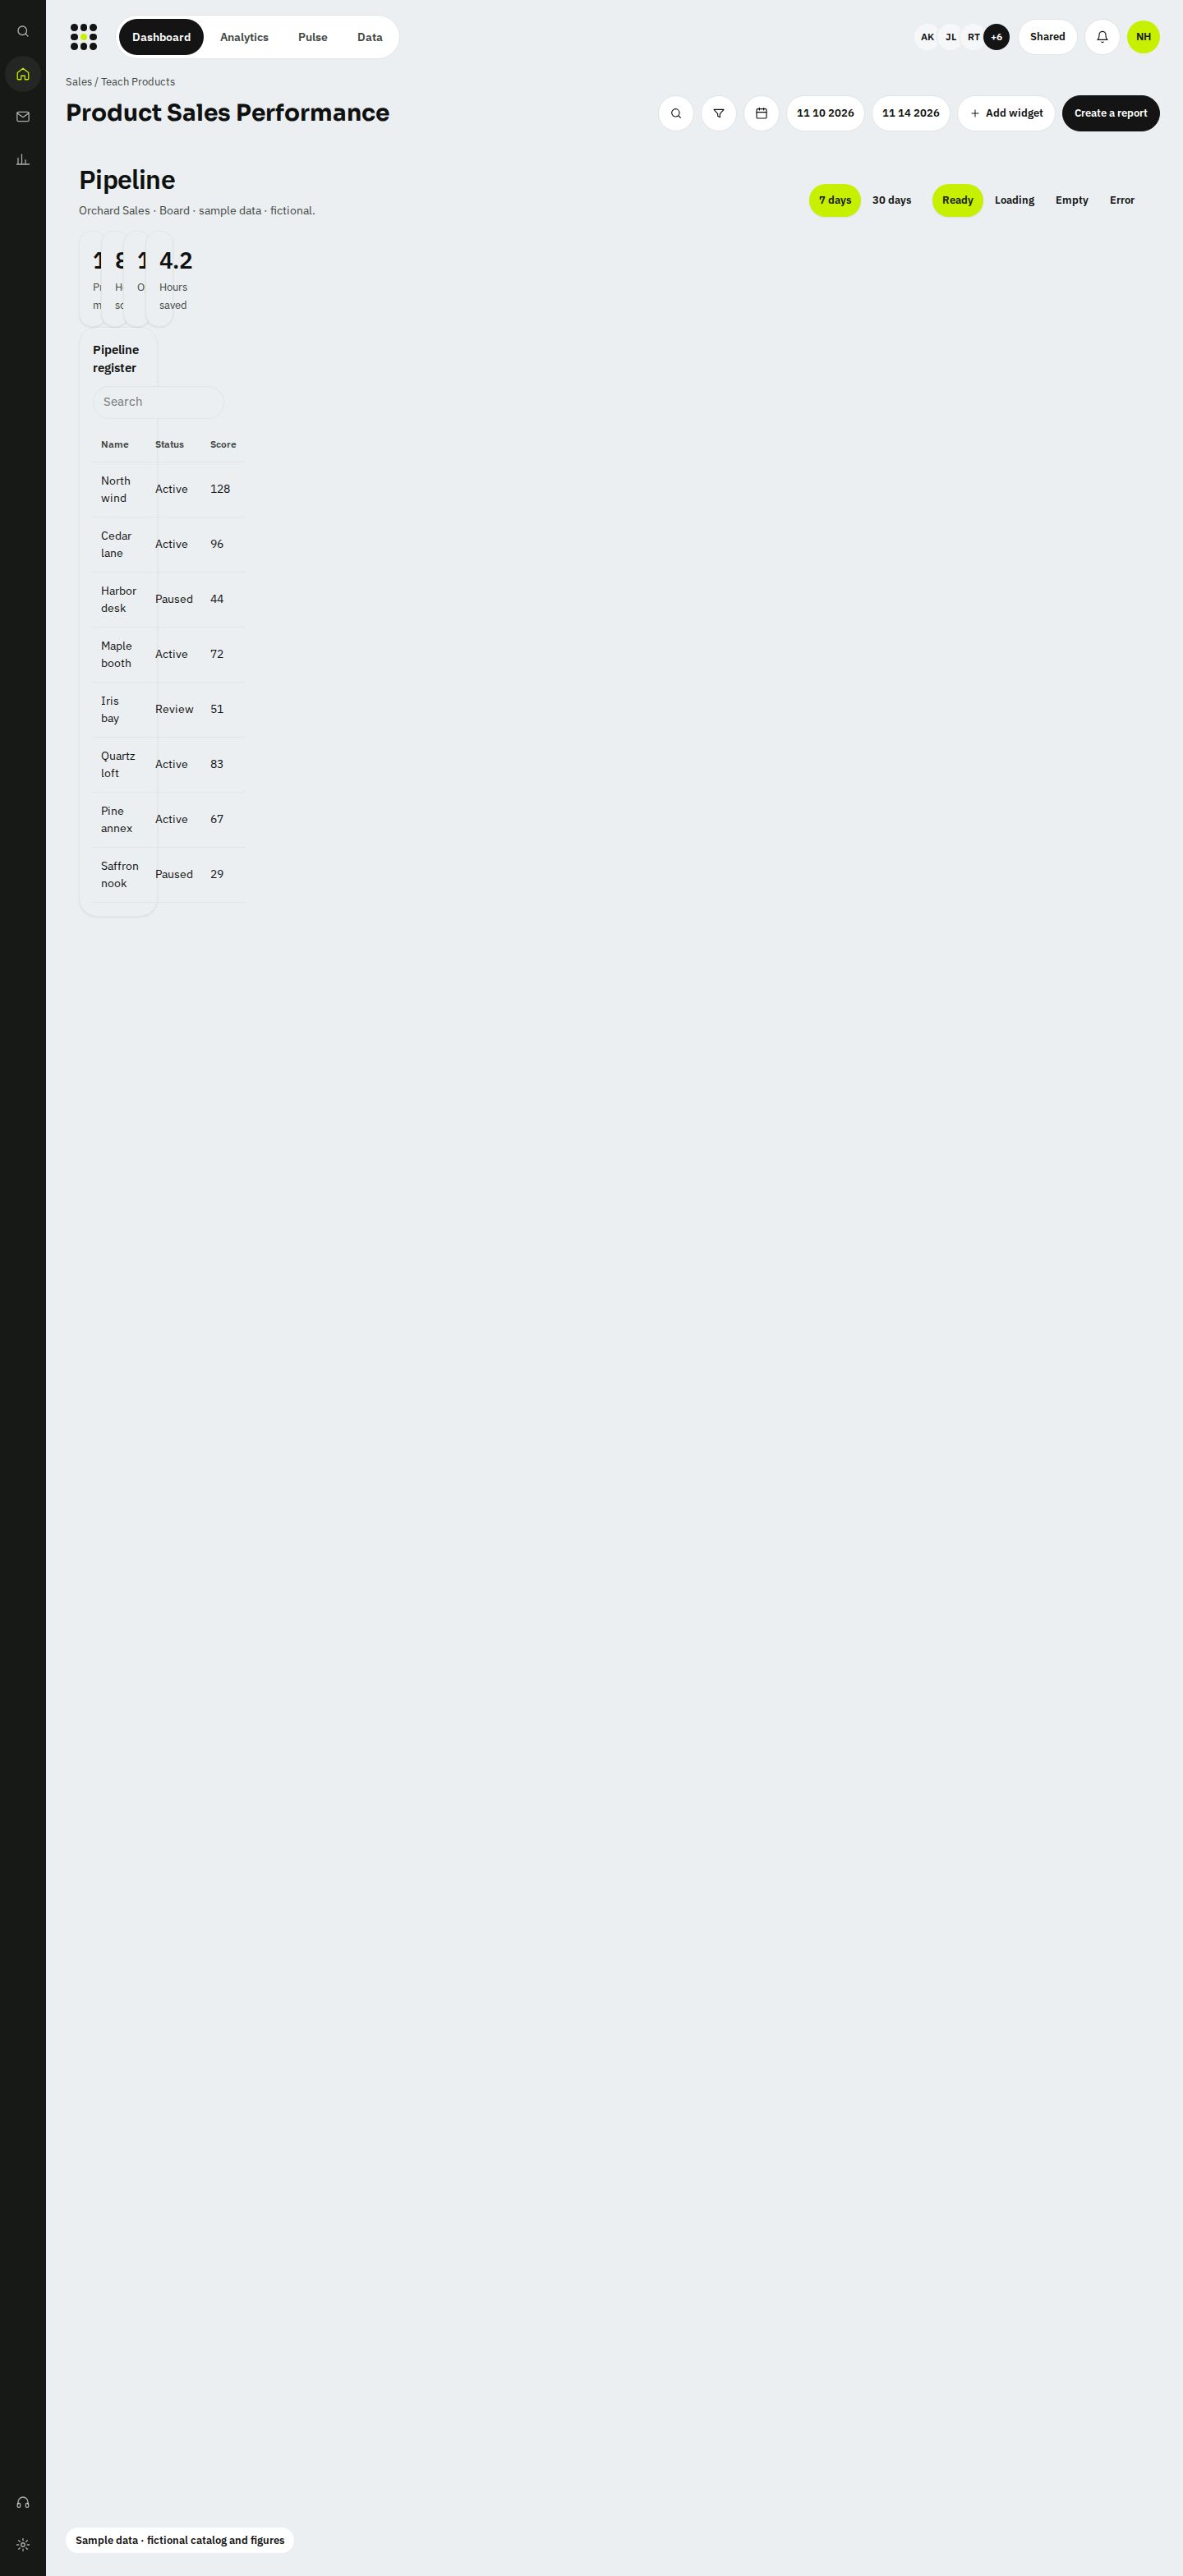 Dashboard Analytics Pulse Data AK JL RT +6 Shared NH
Sales / Teach Products
Product Sales Performance 11 10 2026 11 14 2026 Add widget Create a report
Pipeline
Orchard Sales · Board · sample data · fictional.
7 days 30 days Ready Loading Empty Error
4.2
Hours
saved
Pipeline
register
Search
Name Status Score
North wind Active 128
Cedar lane Active 96
Harbor desk Paused 44
Maple booth Active 72
Iris bay Review 51
Quartz loft Active 83
Pine annex Active 67
Saffron nook Paused 29
Sample data · fictional catalog and figures